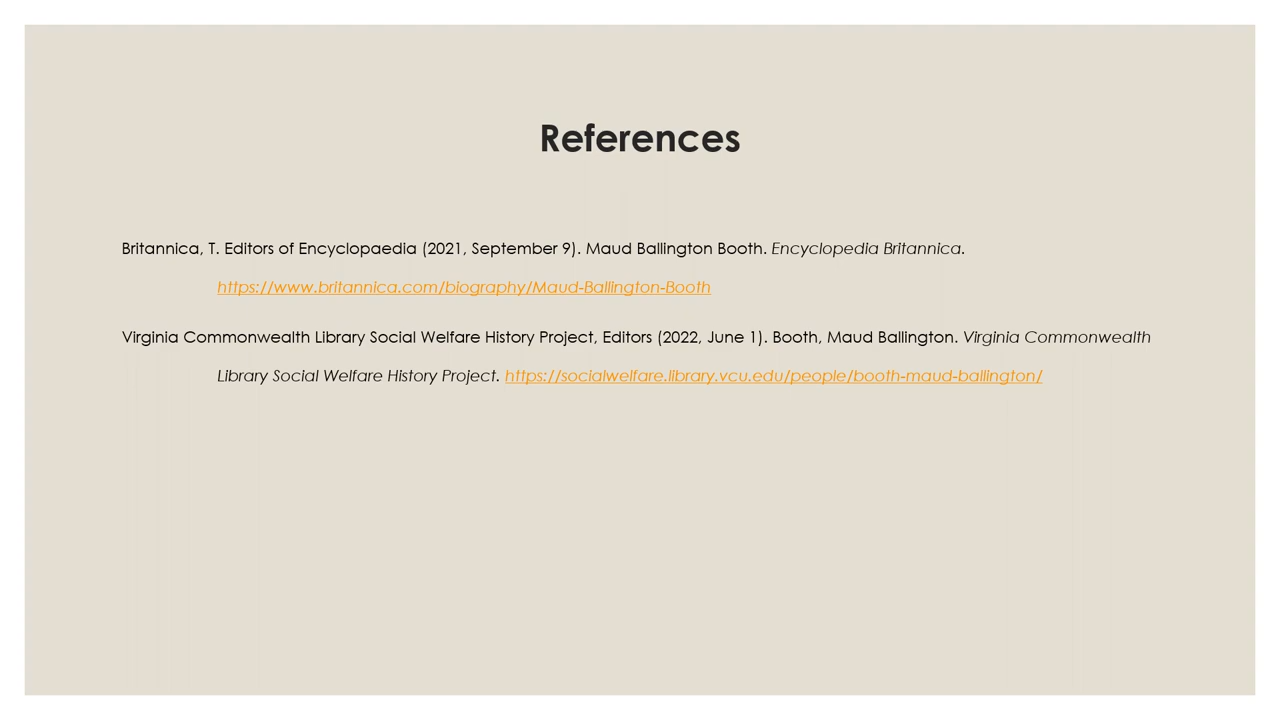 References
Britannica, T. Editors of Encyclopaedia (2021, September 9). Maud Ballington Booth. Encyclopedia Britannica.
https://www.britannica.com/biography/Maud-Ballington-Booth
Virginia Commonwealth Library Social Welfare History Project, Editors (2022, June 1). Booth, Maud Ballington. Virginia Commonwealth
Library Social Welfare History Project. https://socialwelfare.library.vcu.edu/people/booth-maud-ballington/